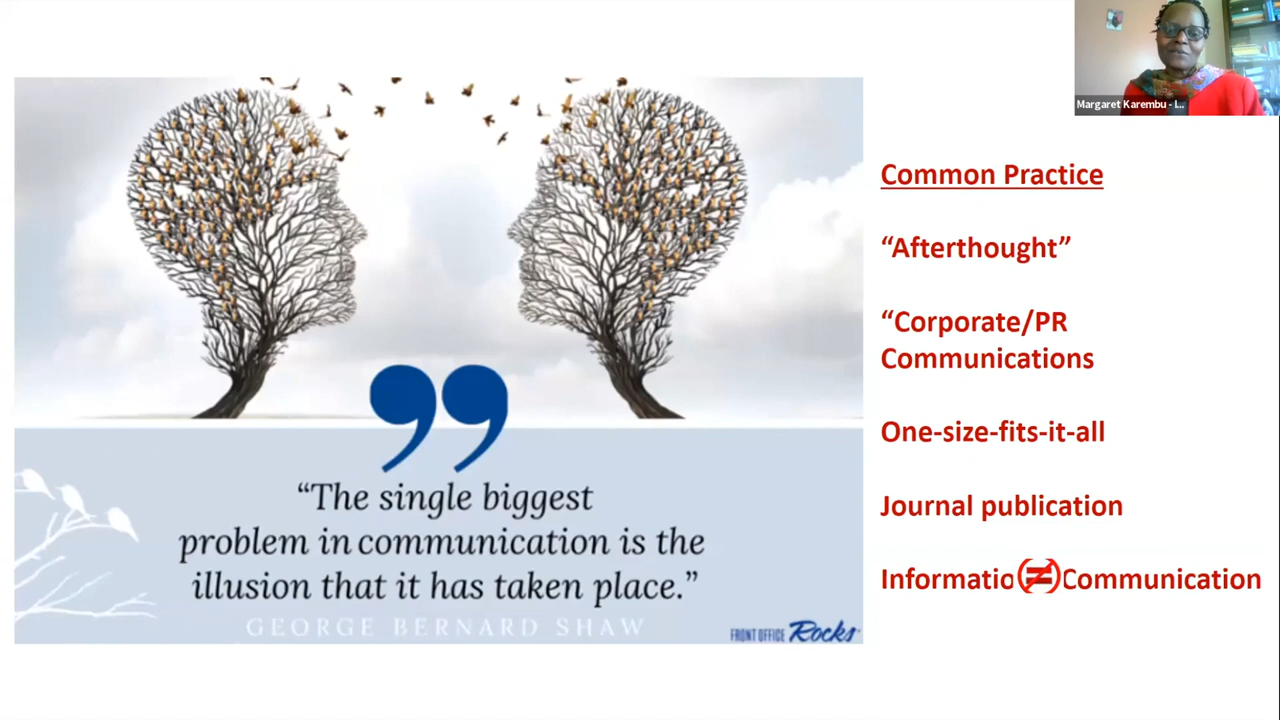 Margaret Karembu - I...
Common Practice
“Afterthought”
“Corporate/PR
Communications
One-size-fits-it-all
Journal publication
Informatio ≠ Communication
“The single biggest
problem in communication is the
illusion that it has taken place.”
GEORGE BERNARD SHAW
FRONT OFFICE Rocks